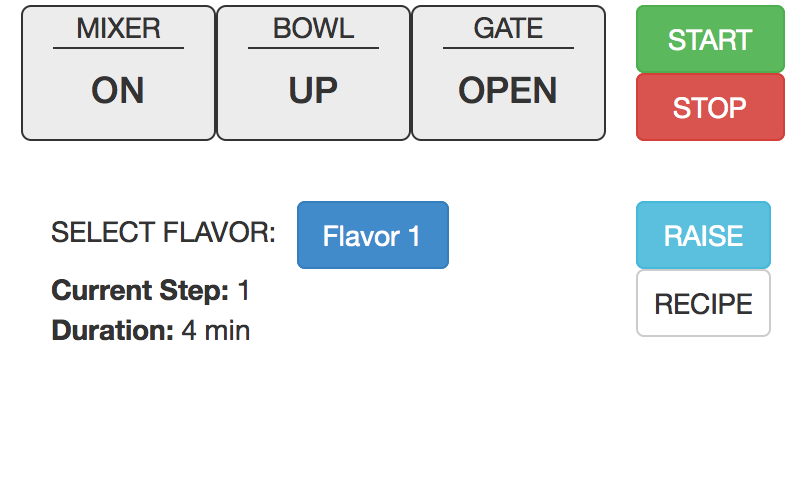 MIXER
ON
BOWL
UP
GATE
OPEN
START
STOP
SELECT FLAVOR:
Flavor 1
Current Step: 1
Duration: 4 min
RAISE
RECIPE